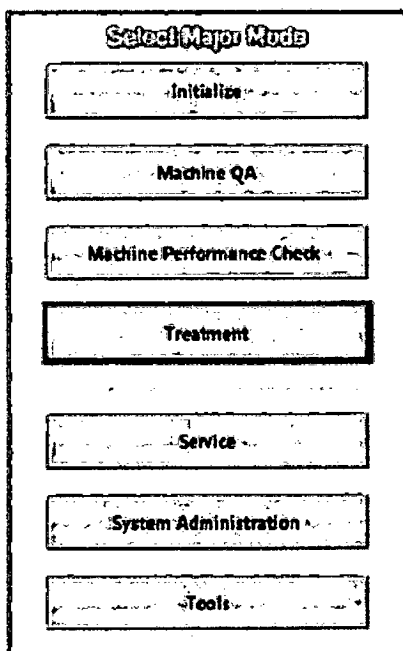 Select Major Mode
Initialize
Machine QA
Machine Performance Check
Treatment
Service
System Administration
Tools